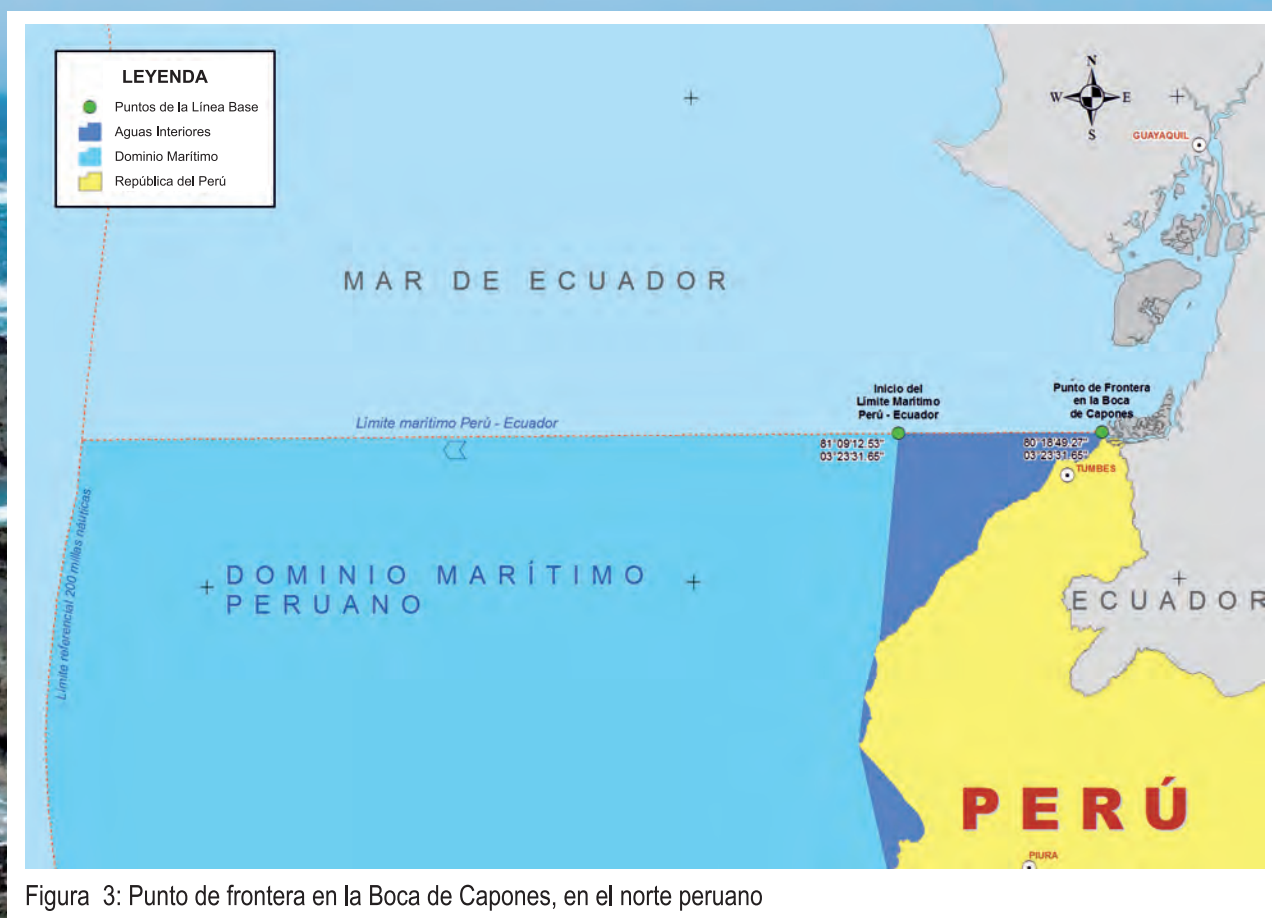 LEYENDA
Puntos de la Línea Base
Aguas Interiores
Dominio Marítimo
República del Perú
N
W
E
S
GUAYAQUIL
MAR DE ECUADOR
Inicio del
Límite Marítimo
Perú - Ecuador
Punto de Frontera
en la Boca
de Capones
Límite marítimo Perú - Ecuador
81°09'12.53"
03°23'31.65"
80°18'49.27"
03°23'31.65"
TUMBES
Límite referencial 200 millas náuticas
DOMINIO MARÍTIMO
PERUANO
ECUADOR
PERÚ
PIURA
Figura 3: Punto de frontera en la Boca de Capones, en el norte peruano